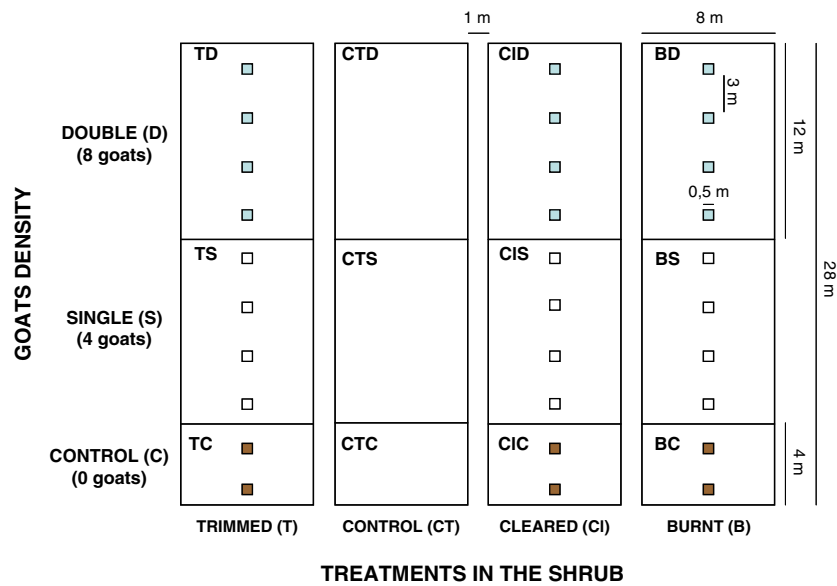 1 m
8 m
TD
CTD
CID
BD
3 m
DOUBLE (D)
(8 goats)
12 m
0,5 m
GOATS DENSITY
TS
CTS
CIS
BS
28 m
SINGLE (S)
(4 goats)
TC
CTC
CIC
BC
CONTROL (C)
(0 goats)
4 m
TRIMMED (T)
CONTROL (CT)
CLEARED (CI)
BURNT (B)
TREATMENTS IN THE SHRUB